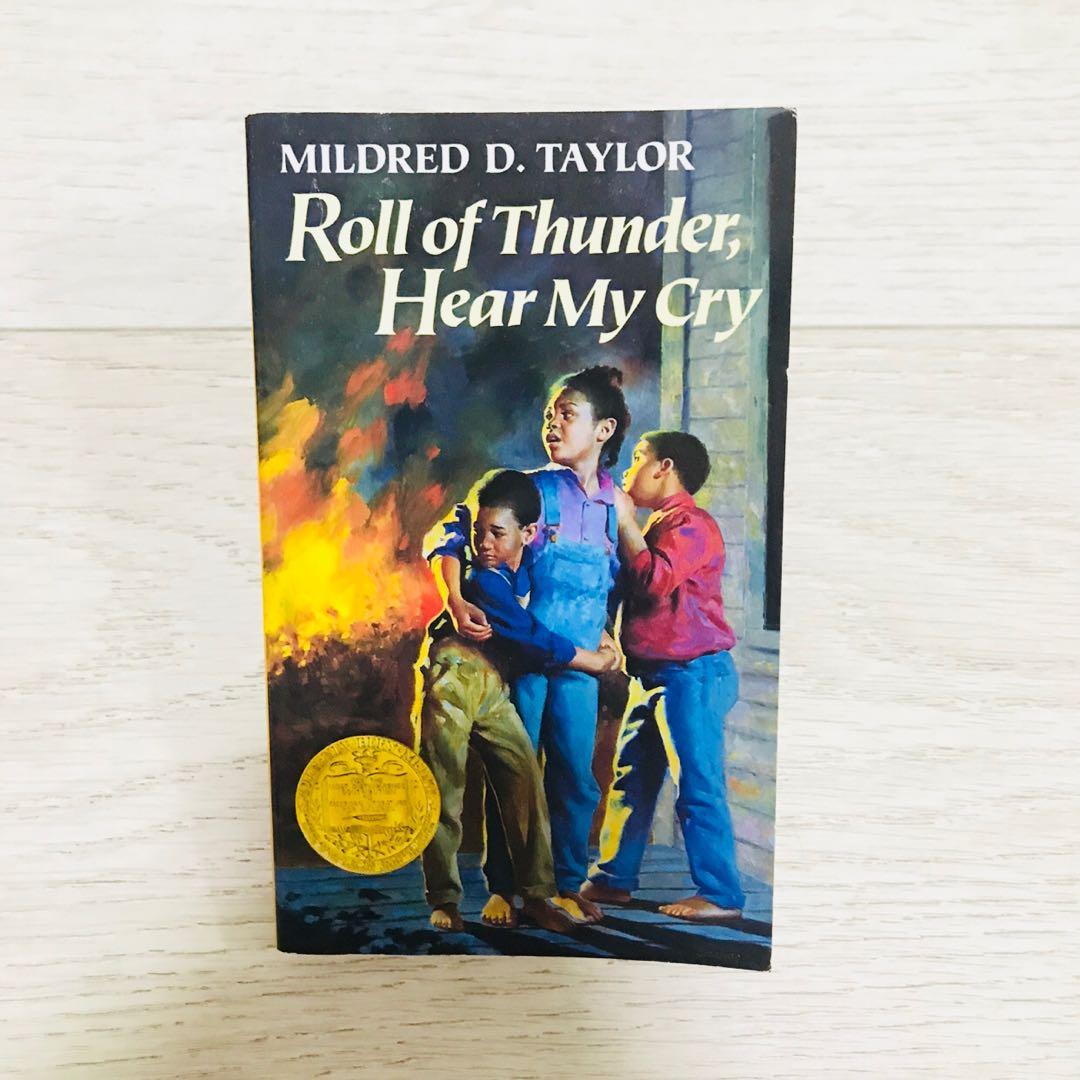 MILDRED D. TAYLOR
Roll of Thunder,
Hear My Cry